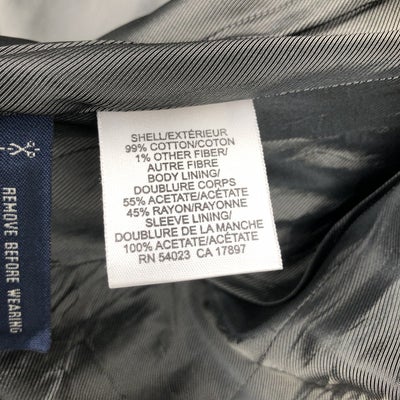 SHELL/EXTÉRIEUR
99% COTTON/COTON
1% OTHER FIBER/
AUTRE FIBRE
BODY LINING/
DOUBLURE CORPS
55% ACETATE/ACÉTATE
45% RAYON/RAYONNE
SLEEVE LINING/
DOUBLURE DE LA MANCHE
100% ACETATE/ACÉTATE
RN 54023 CA 17897
REMOVE BEFORE WEARING